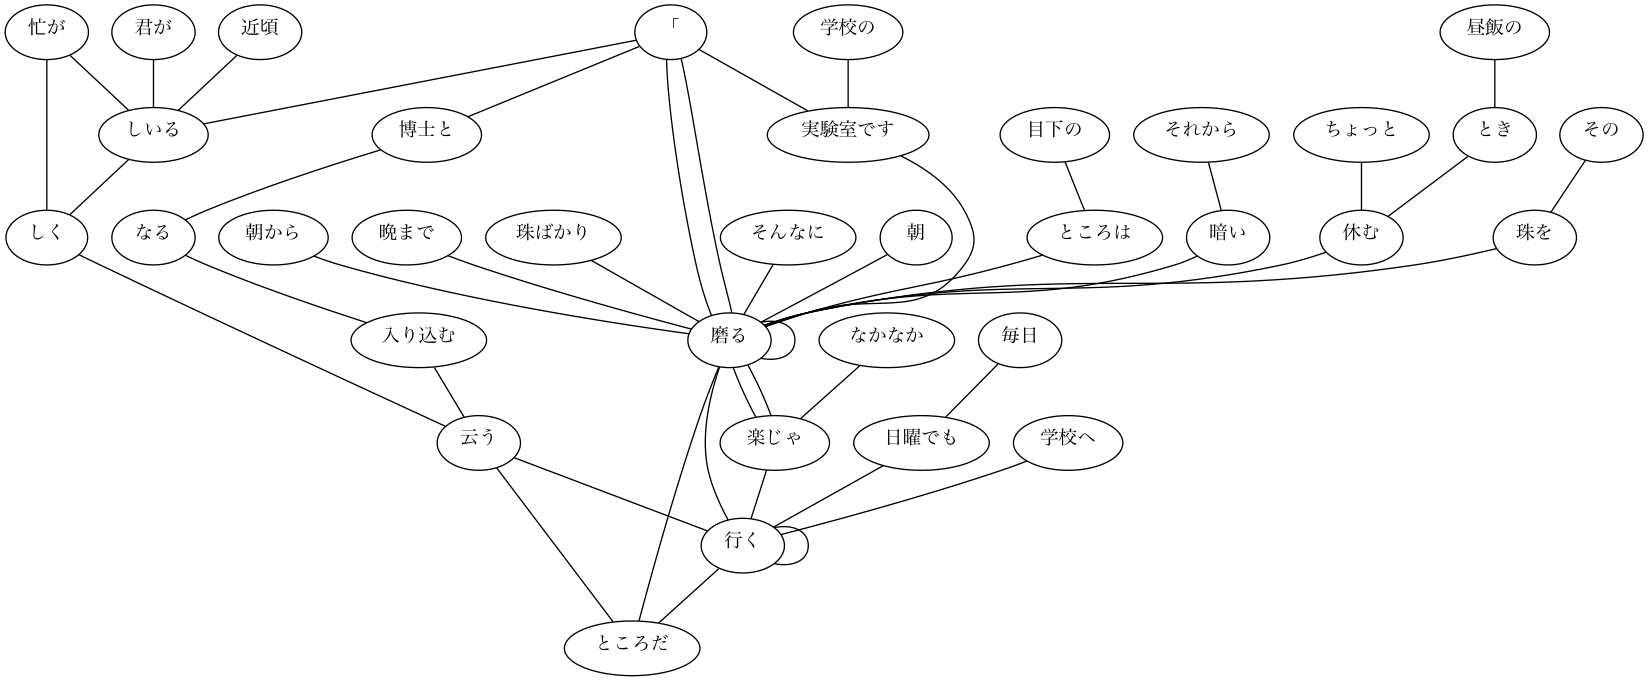 忙が
君が
近頃
「
学校の
昼飯の
しいる
博士と
実験室です
目下の
それから
ちょっと
とき
その
しく
なる
朝から
晩まで
珠ばかり
そんなに
朝
ところは
暗い
休む
珠を
入り込む
磨る
なかなか
毎日
云う
楽じゃ
日曜でも
学校へ
行く
ところだ